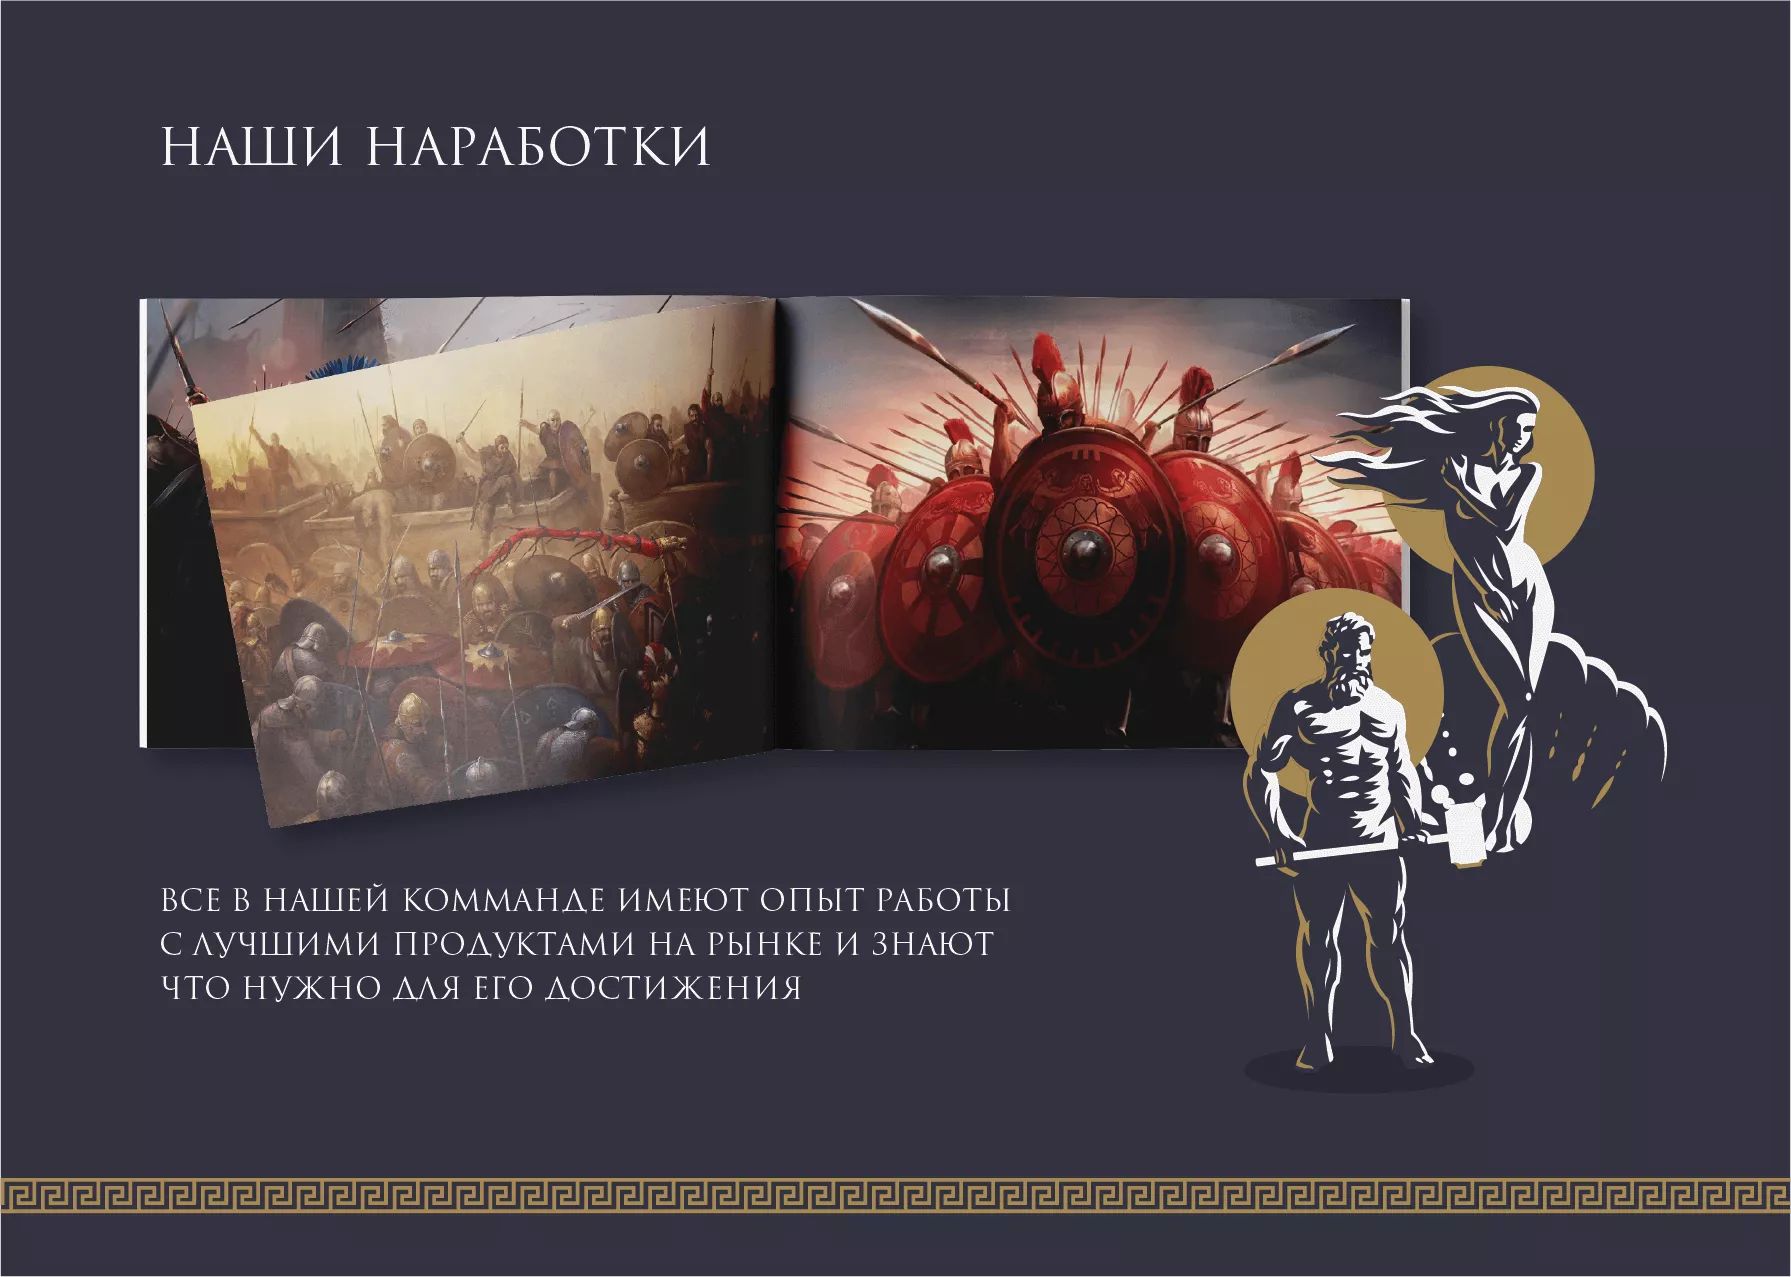 НАШИ НАРАБОТКИ
ВСЕ В НАШЕЙ КОММАНДЕ ИМЕЮТ ОПЫТ РАБОТЫ
С ЛУЧШИМИ ПРОДУКТАМИ НА РЫНКЕ И ЗНАЮТ
ЧТО НУЖНО ДЛЯ ЕГО ДОСТИЖЕНИЯ